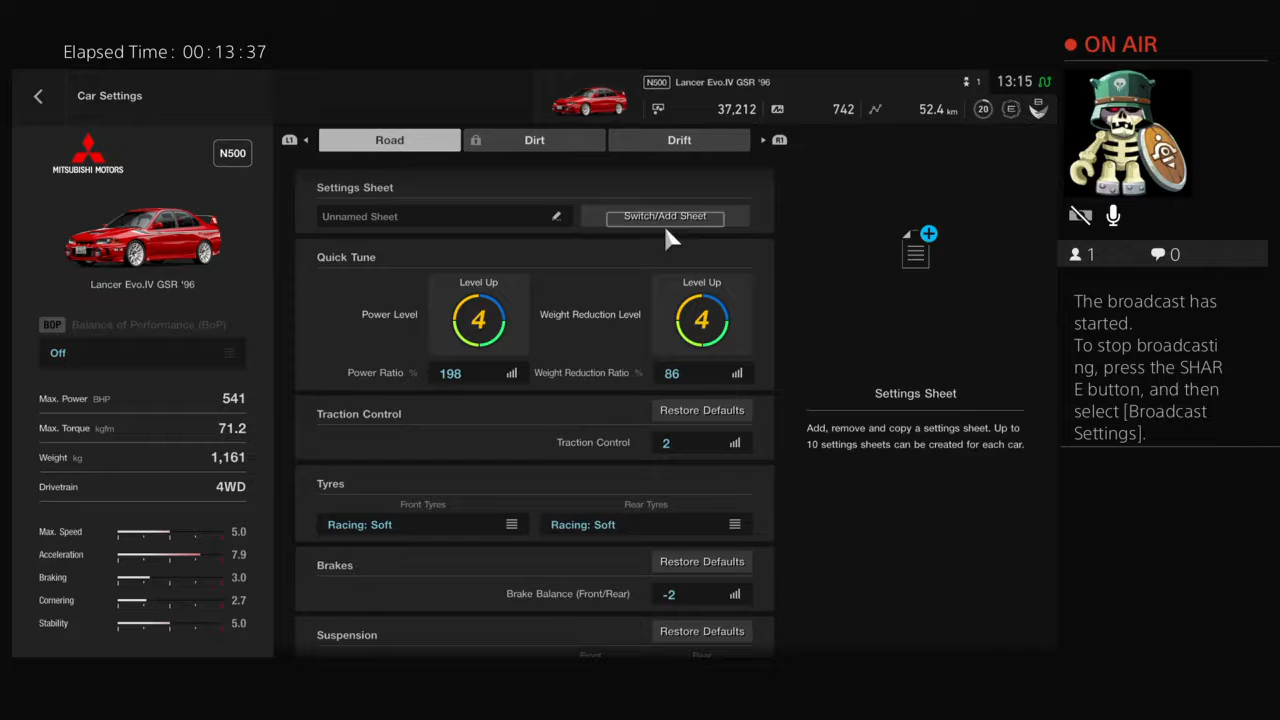 Elapsed Time: 00:13:37
ON AIR
Car Settings
N500 Lancer Evo.IV GSR '96
1 13:15
37,212 742 52.4 km 20 E B
MITSUBISHI MOTORS
N500
L1 Road Dirt Drift R1
Settings Sheet
Unnamed Sheet Switch/Add Sheet
Quick Tune
Level Up Level Up
Power Level 4 Weight Reduction Level 4
Power Ratio % 198 Weight Reduction Ratio % 86
Traction Control Restore Defaults
Traction Control 2
Tyres
Front Tyres Rear Tyres
Racing: Soft Racing: Soft
Brakes Restore Defaults
Brake Balance (Front/Rear) -2
Suspension Restore Defaults
Front Rear
Lancer Evo.IV GSR '96
BOP Balance of Performance (BoP)
Off
Max. Power BHP 541
Max. Torque kgfm 71.2
Weight kg 1,161
Drivetrain 4WD
Max. Speed 5.0
Acceleration 7.9
Braking 3.0
Cornering 2.7
Stability 5.0
Settings Sheet
Add, remove and copy a settings sheet. Up to
10 settings sheets can be created for each car.
1 0
The broadcast has
started.
To stop broadcasti
ng, press the SHAR
E button, and then
select [Broadcast
Settings].